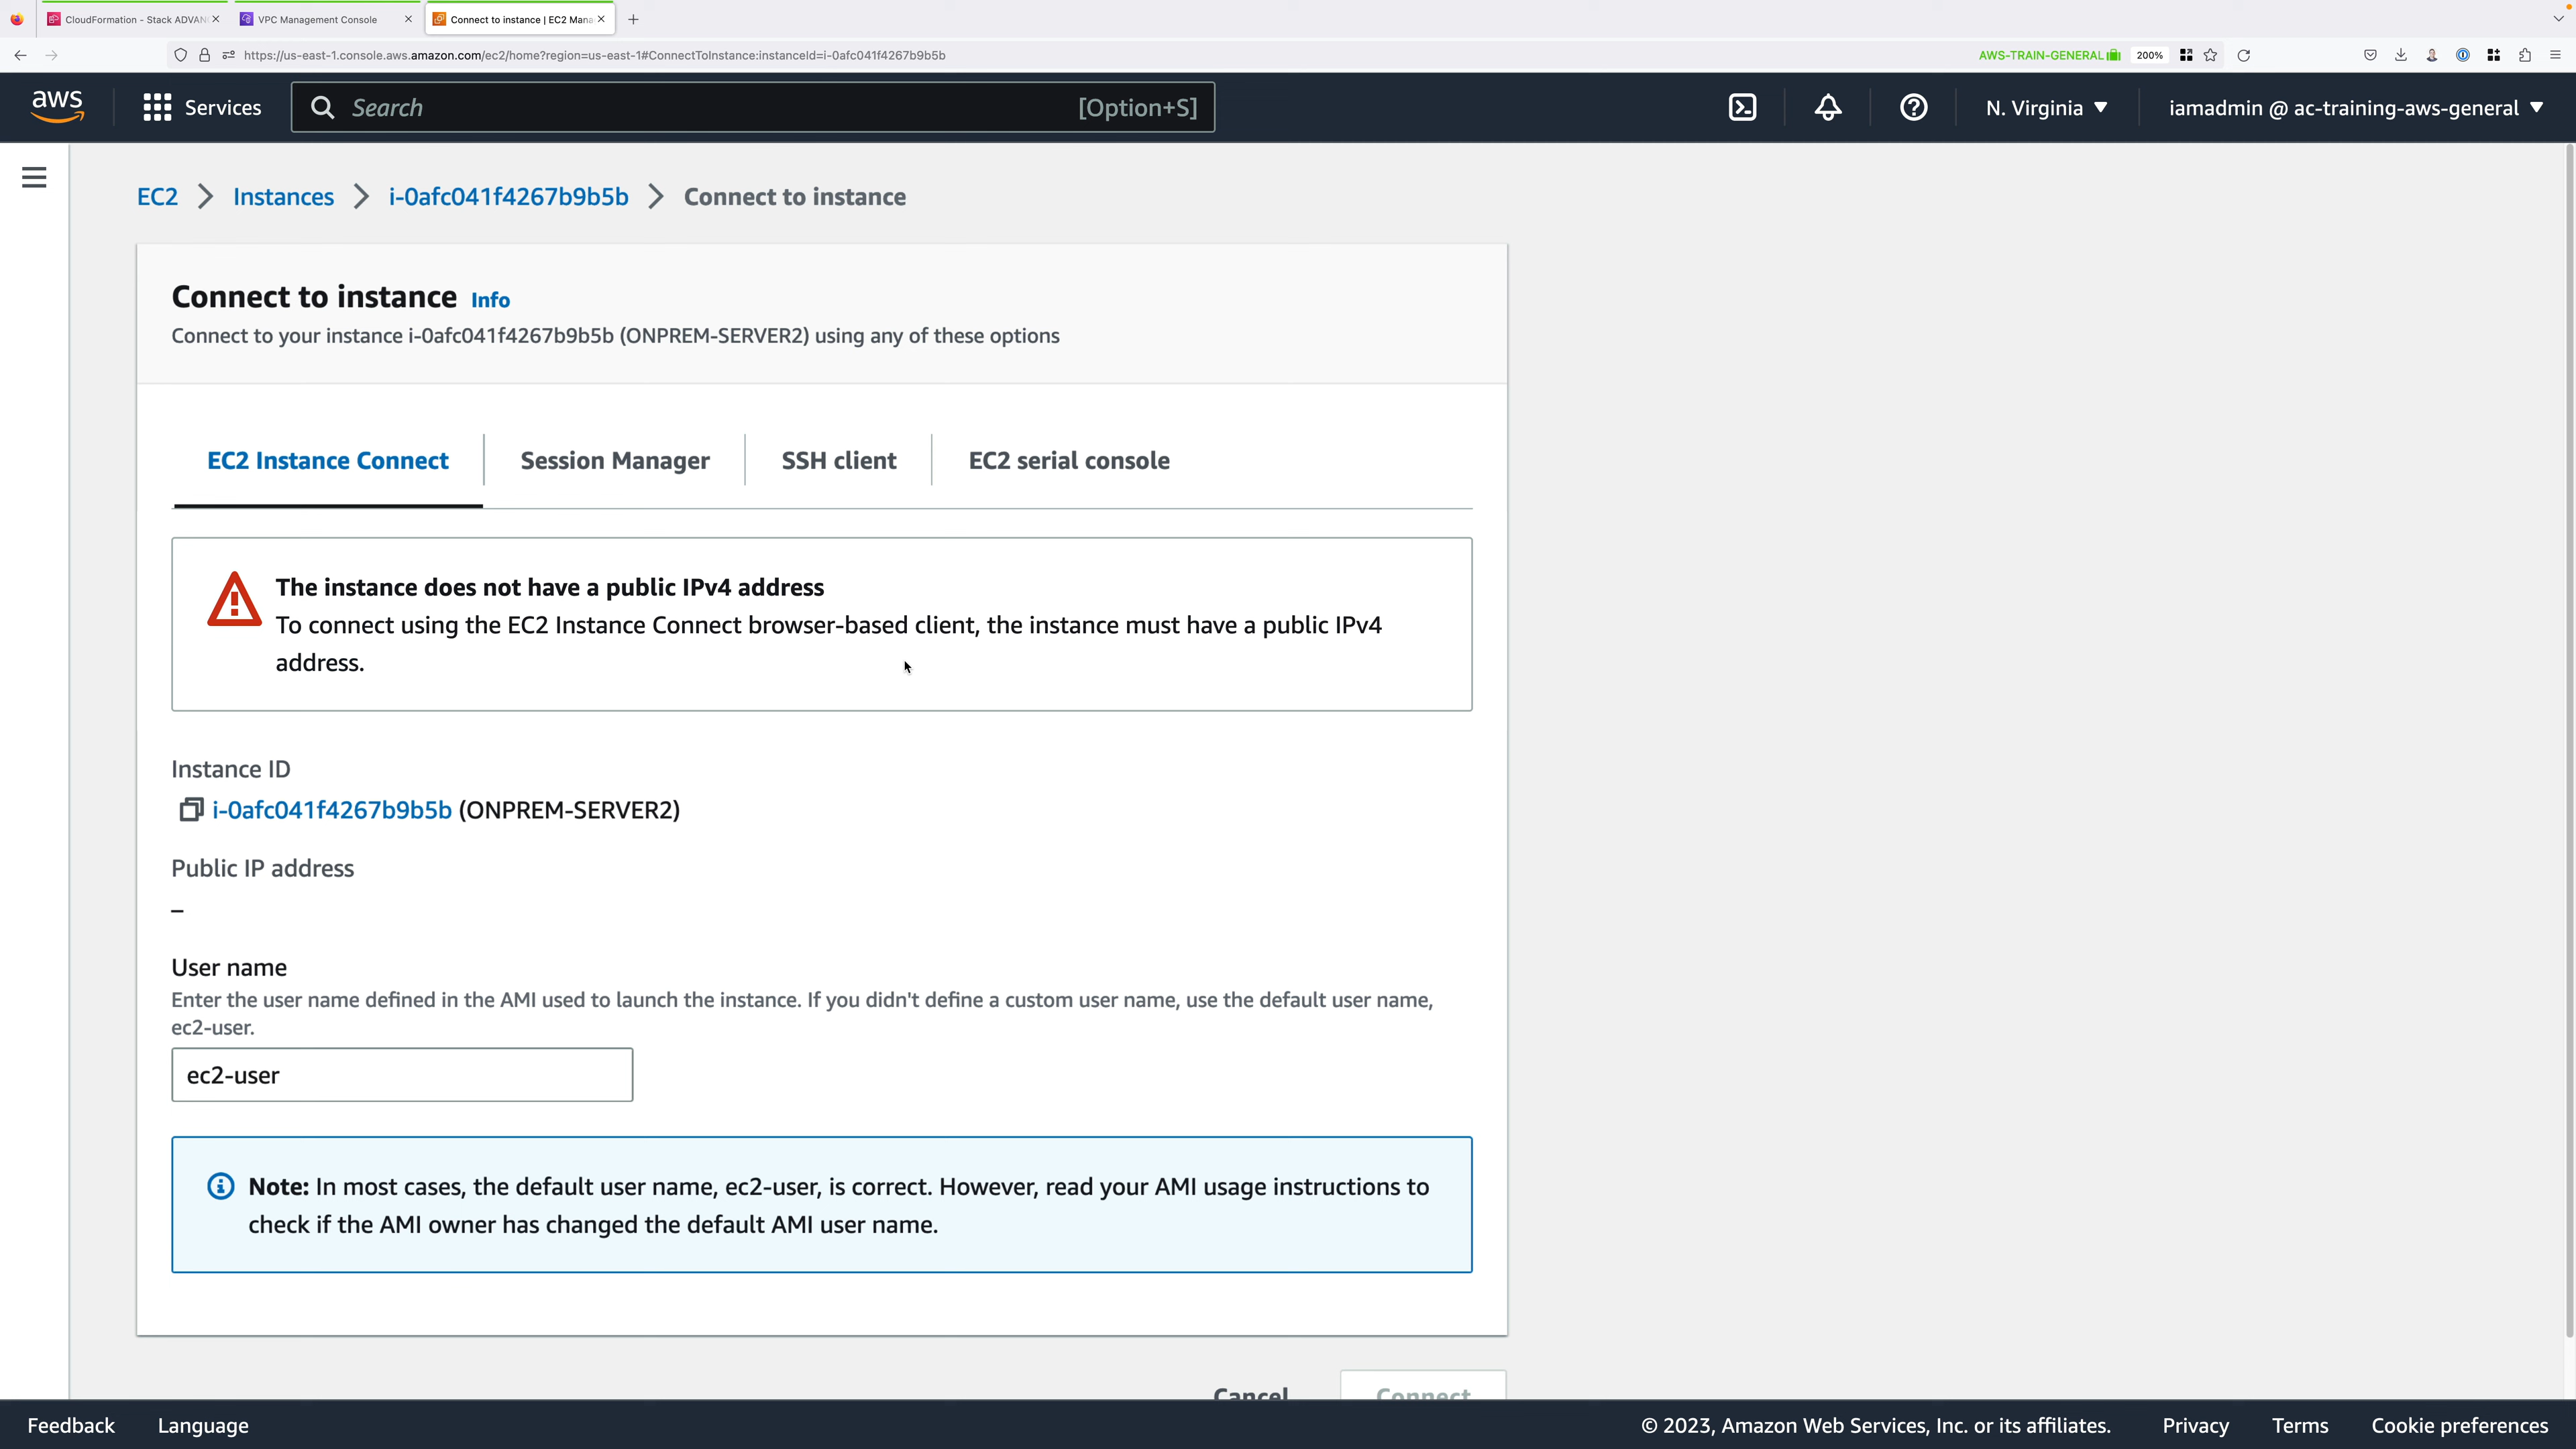 CloudFormation - Stack ADVANC
VPC Management Console
Connect to instance | EC2 Mana
https://us-east-1.console.aws.amazon.com/ec2/home?region=us-east-1#ConnectToInstance:instanceId=i-0afc041f4267b9b5b
AWS-TRAIN-GENERAL
200%
aws
Services
Search
[Option+S]
N. Virginia
iamadmin @ ac-training-aws-general
EC2 > Instances > i-0afc041f4267b9b5b > Connect to instance
Connect to instance Info
Connect to your instance i-0afc041f4267b9b5b (ONPREM-SERVER2) using any of these options
EC2 Instance Connect
Session Manager
SSH client
EC2 serial console
The instance does not have a public IPv4 address
To connect using the EC2 Instance Connect browser-based client, the instance must have a public IPv4
address.
Instance ID
i-0afc041f4267b9b5b (ONPREM-SERVER2)
Public IP address
–
User name
Enter the user name defined in the AMI used to launch the instance. If you didn't define a custom user name, use the default user name,
ec2-user.
ec2-user
Note: In most cases, the default user name, ec2-user, is correct. However, read your AMI usage instructions to
check if the AMI owner has changed the default AMI user name.
Cancel
Connect
Feedback
Language
© 2023, Amazon Web Services, Inc. or its affiliates.
Privacy
Terms
Cookie preferences